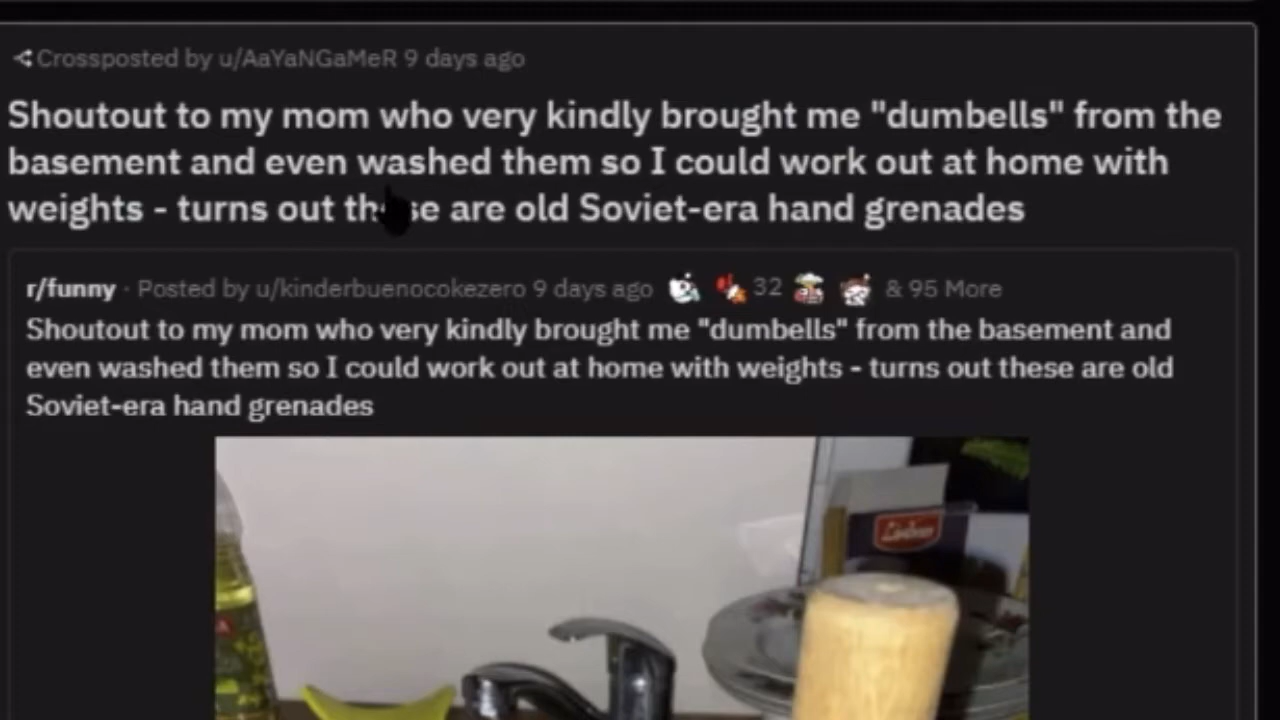 Crossposted by u/AaYaNGaMeR 9 days ago
Shoutout to my mom who very kindly brought me "dumbells" from the
basement and even washed them so I could work out at home with
weights - turns out these are old Soviet-era hand grenades
r/funny · Posted by u/kinderbuenocokezero 9 days ago 32 & 95 More
Shoutout to my mom who very kindly brought me "dumbells" from the basement and
even washed them so I could work out at home with weights - turns out these are old
Soviet-era hand grenades